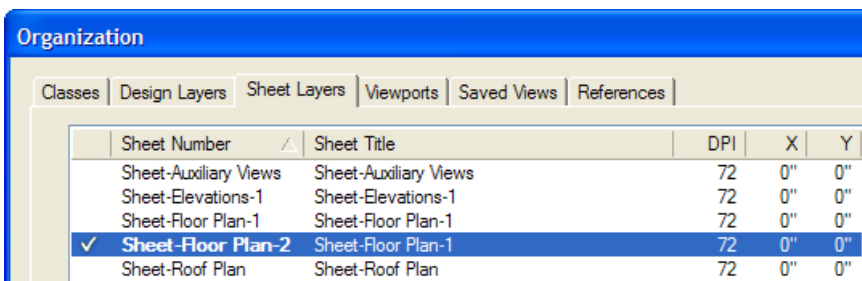 Organization
Classes Design Layers Sheet Layers Viewports Saved Views References
Sheet Number Sheet Title DPI X Y
Sheet-Auxiliary Views Sheet-Auxiliary Views 72 0" 0"
Sheet-Elevations-1 Sheet-Elevations-1 72 0" 0"
Sheet-Floor Plan-1 Sheet-Floor Plan-1 72 0" 0"
Sheet-Floor Plan-2 Sheet-Floor Plan-1 72 0" 0"
Sheet-Roof Plan Sheet-Roof Plan 72 0" 0"